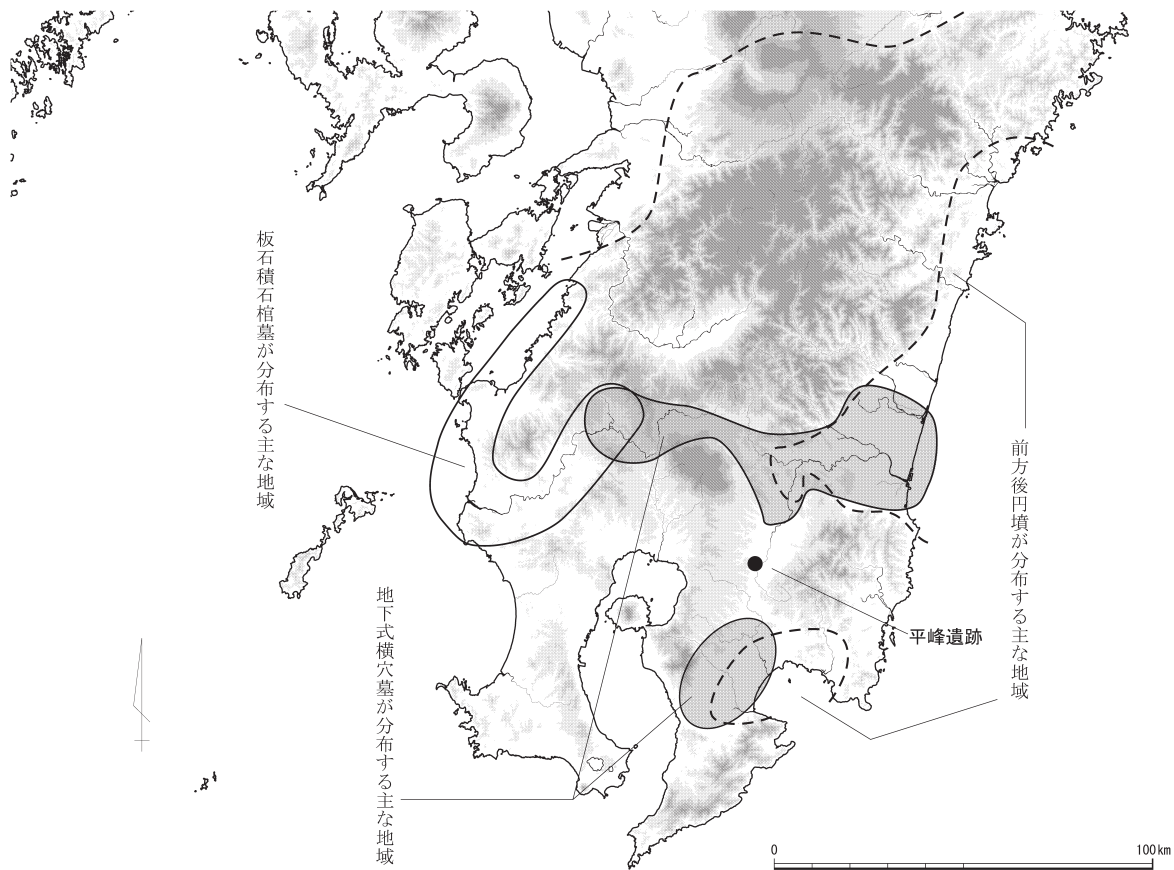 前方後円墳が分布する主な地域
板石積石棺墓が分布する主な地域
地下式横穴墓が分布する主な地域
平峰遺跡
0
100km